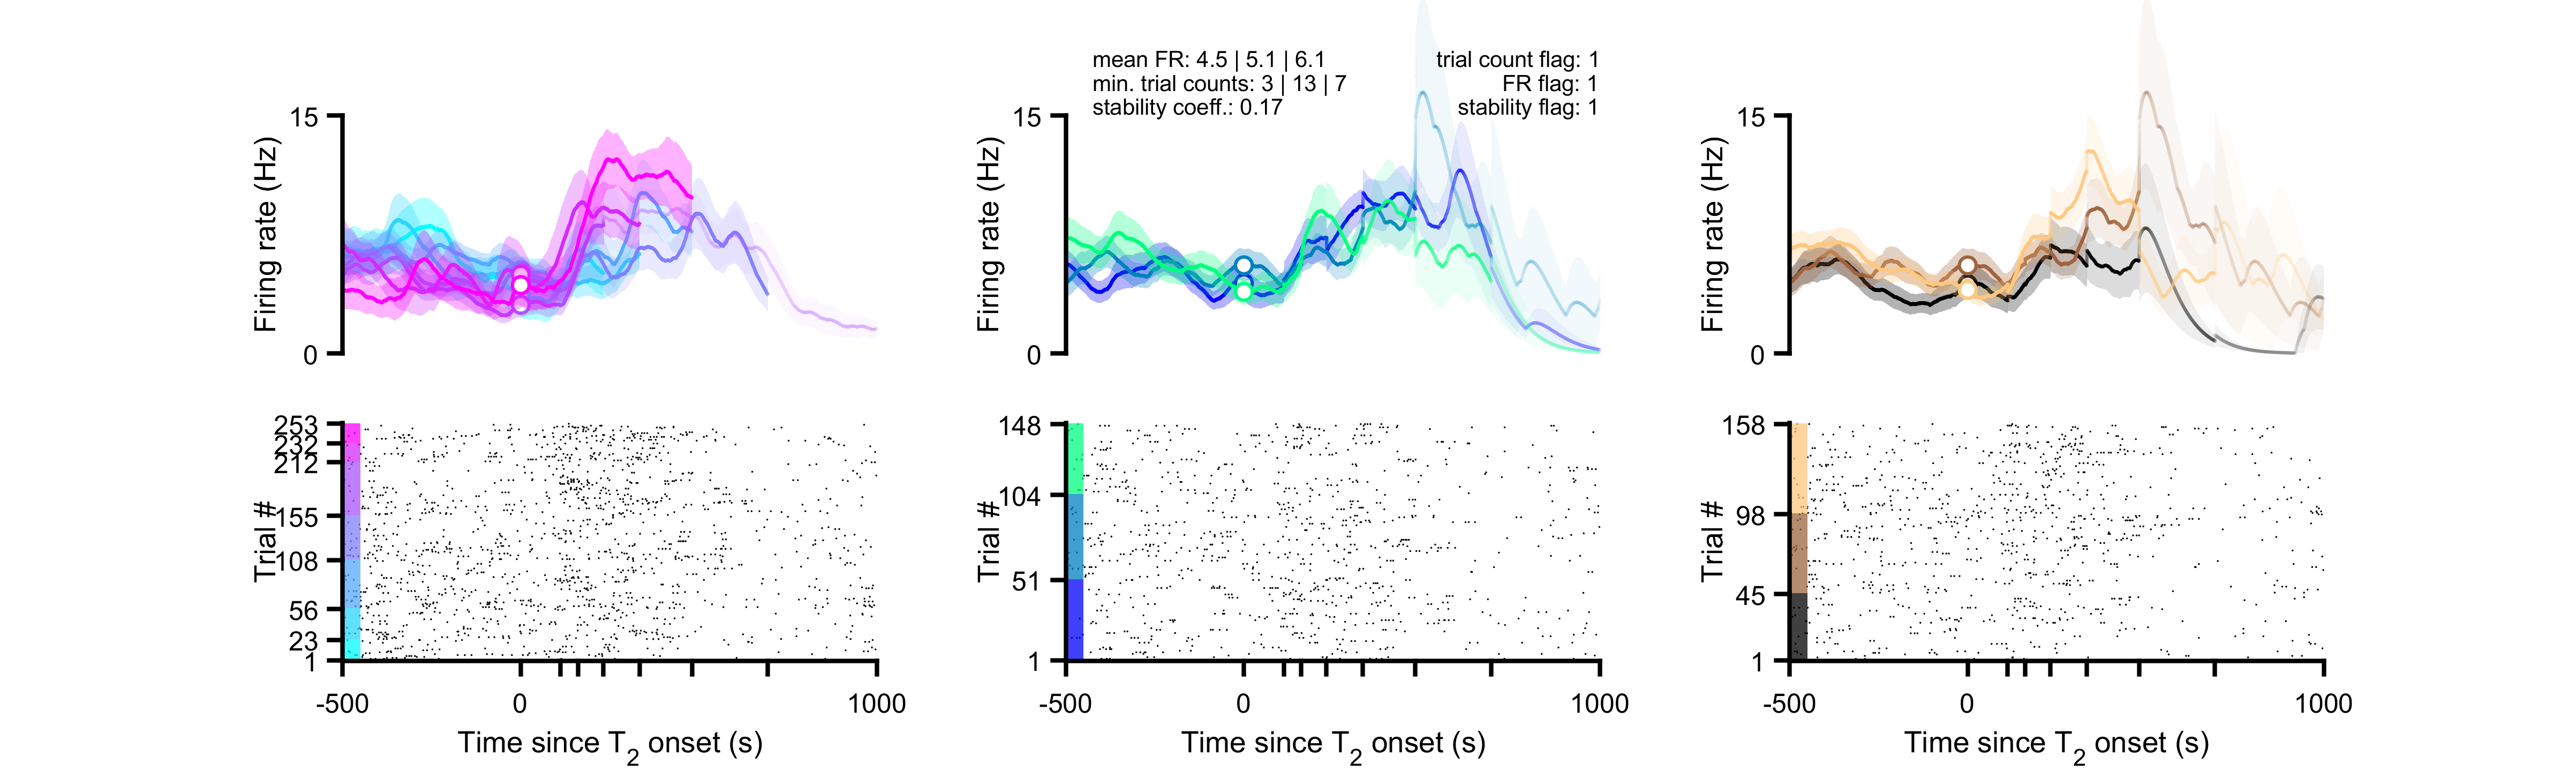 mean FR: 4.5 | 5.1 | 6.1
min. trial counts: 3 | 13 | 7
stability coeff.: 0.17
trial count flag: 1
FR flag: 1
stability flag: 1
15
Firing rate (Hz)
0
15
Firing rate (Hz)
0
15
Firing rate (Hz)
0
253
232
212
155
108
56
23
1
Trial #
-500
0
1000
Time since T2 onset (s)
148
104
51
1
Trial #
-500
0
1000
Time since T2 onset (s)
158
98
45
1
Trial #
-500
0
1000
Time since T2 onset (s)